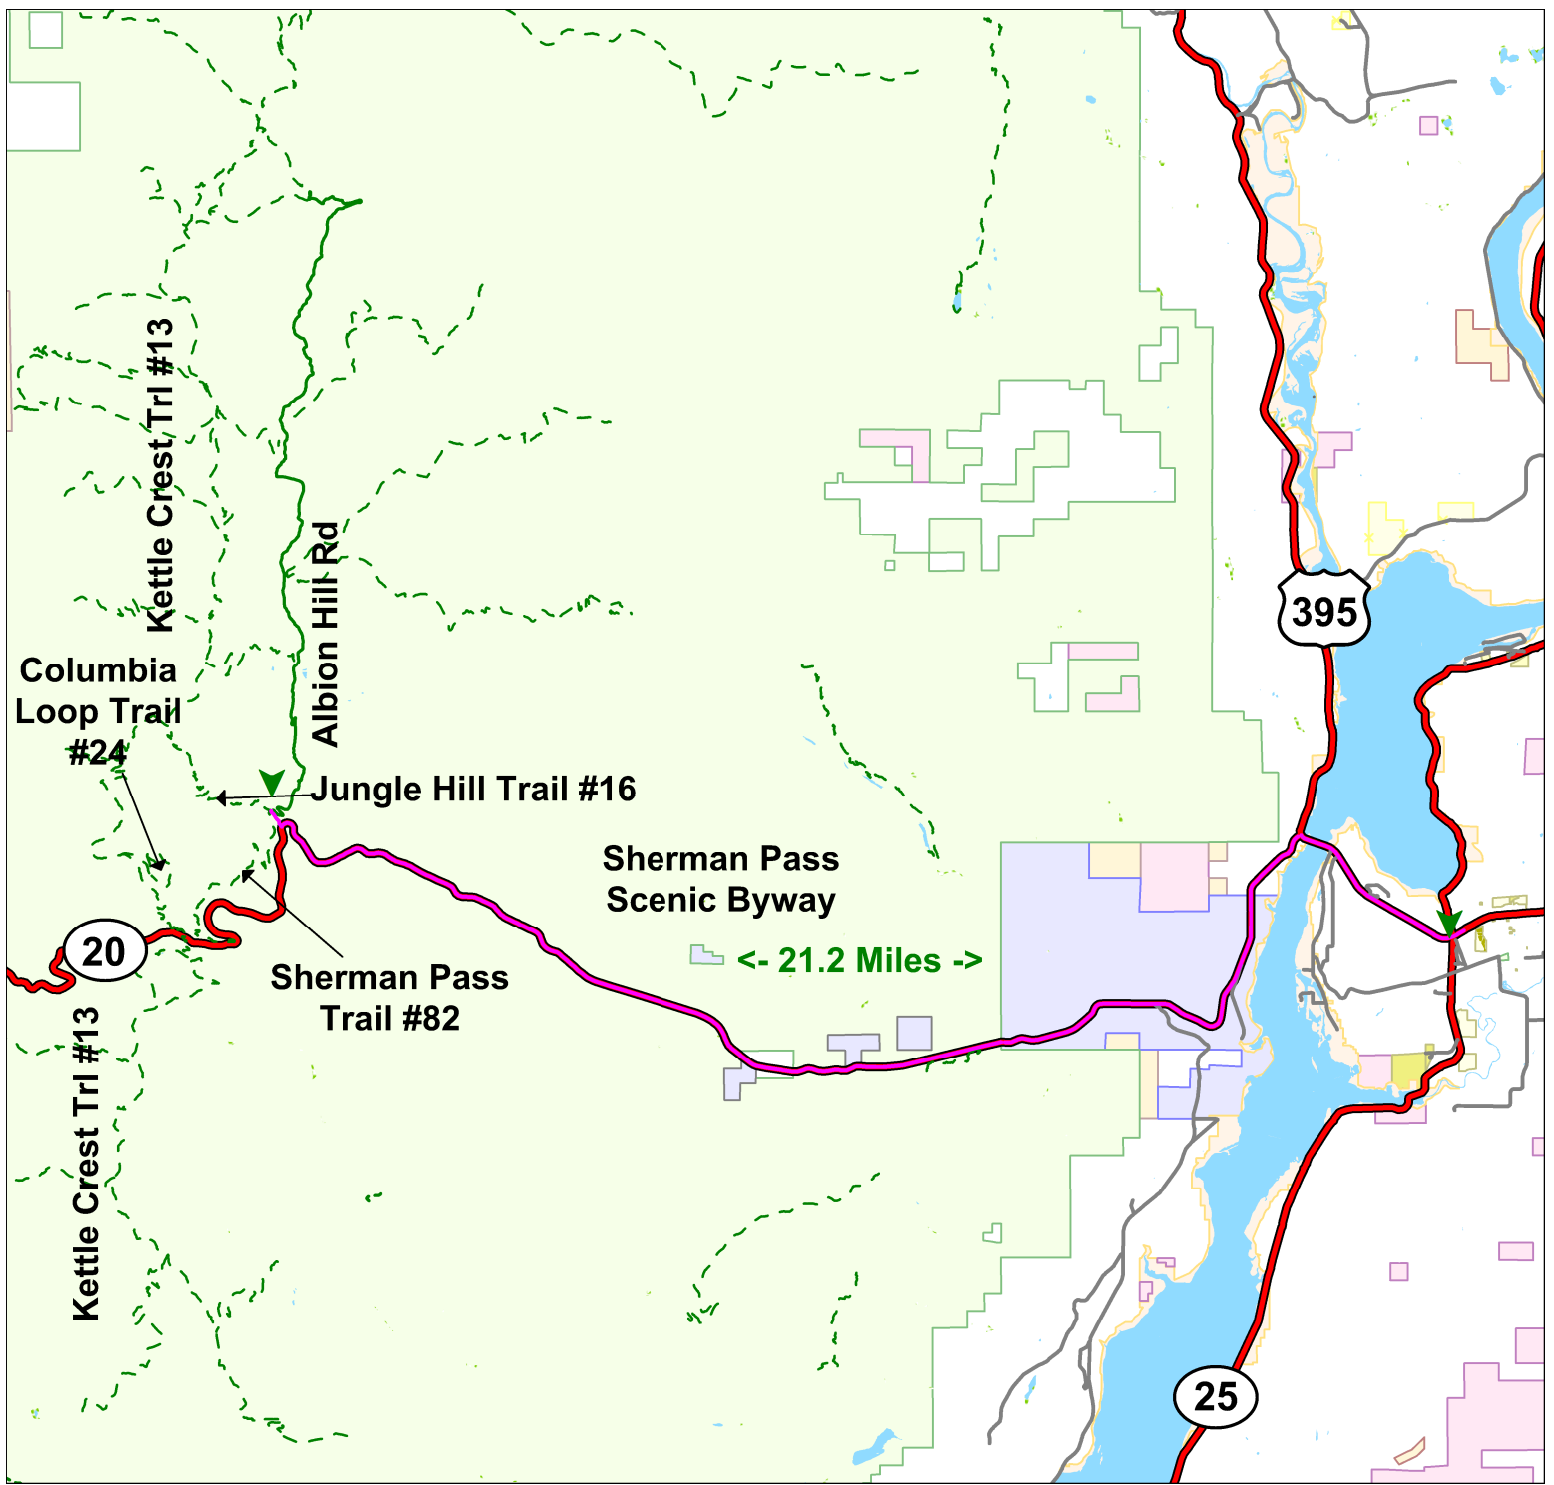 Kettle Crest Trl #13
Albion Hill Rd
395
Columbia
Loop Trail
#24
Jungle Hill Trail #16
Sherman Pass
Scenic Byway
<- 21.2 Miles ->
20
Sherman Pass
Trail #82
Kettle Crest Trl #13
25